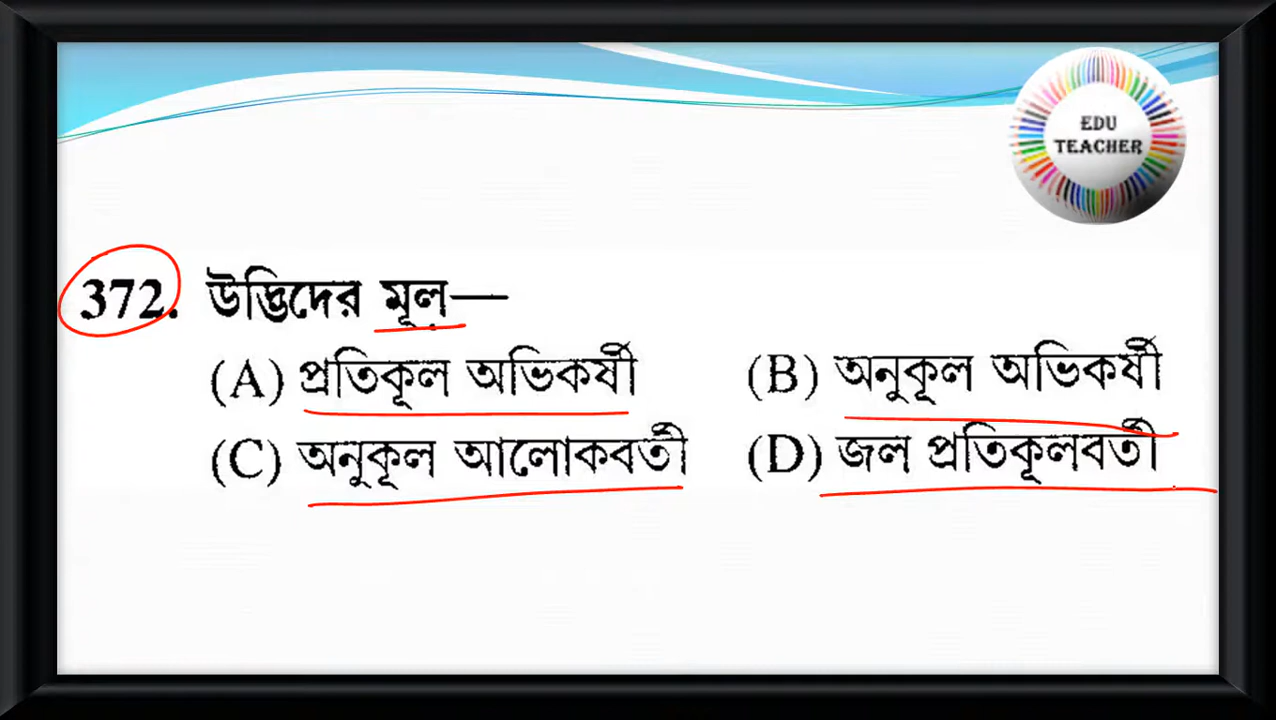 EDU
TEACHER
372. উদ্ভিদের মূল—
(A) প্রতিকূল অভিকর্ষী (B) অনুকূল অভিকর্ষী
(C) অনুকূল আলোকবর্তী (D) জল প্রতিকূলবর্তী